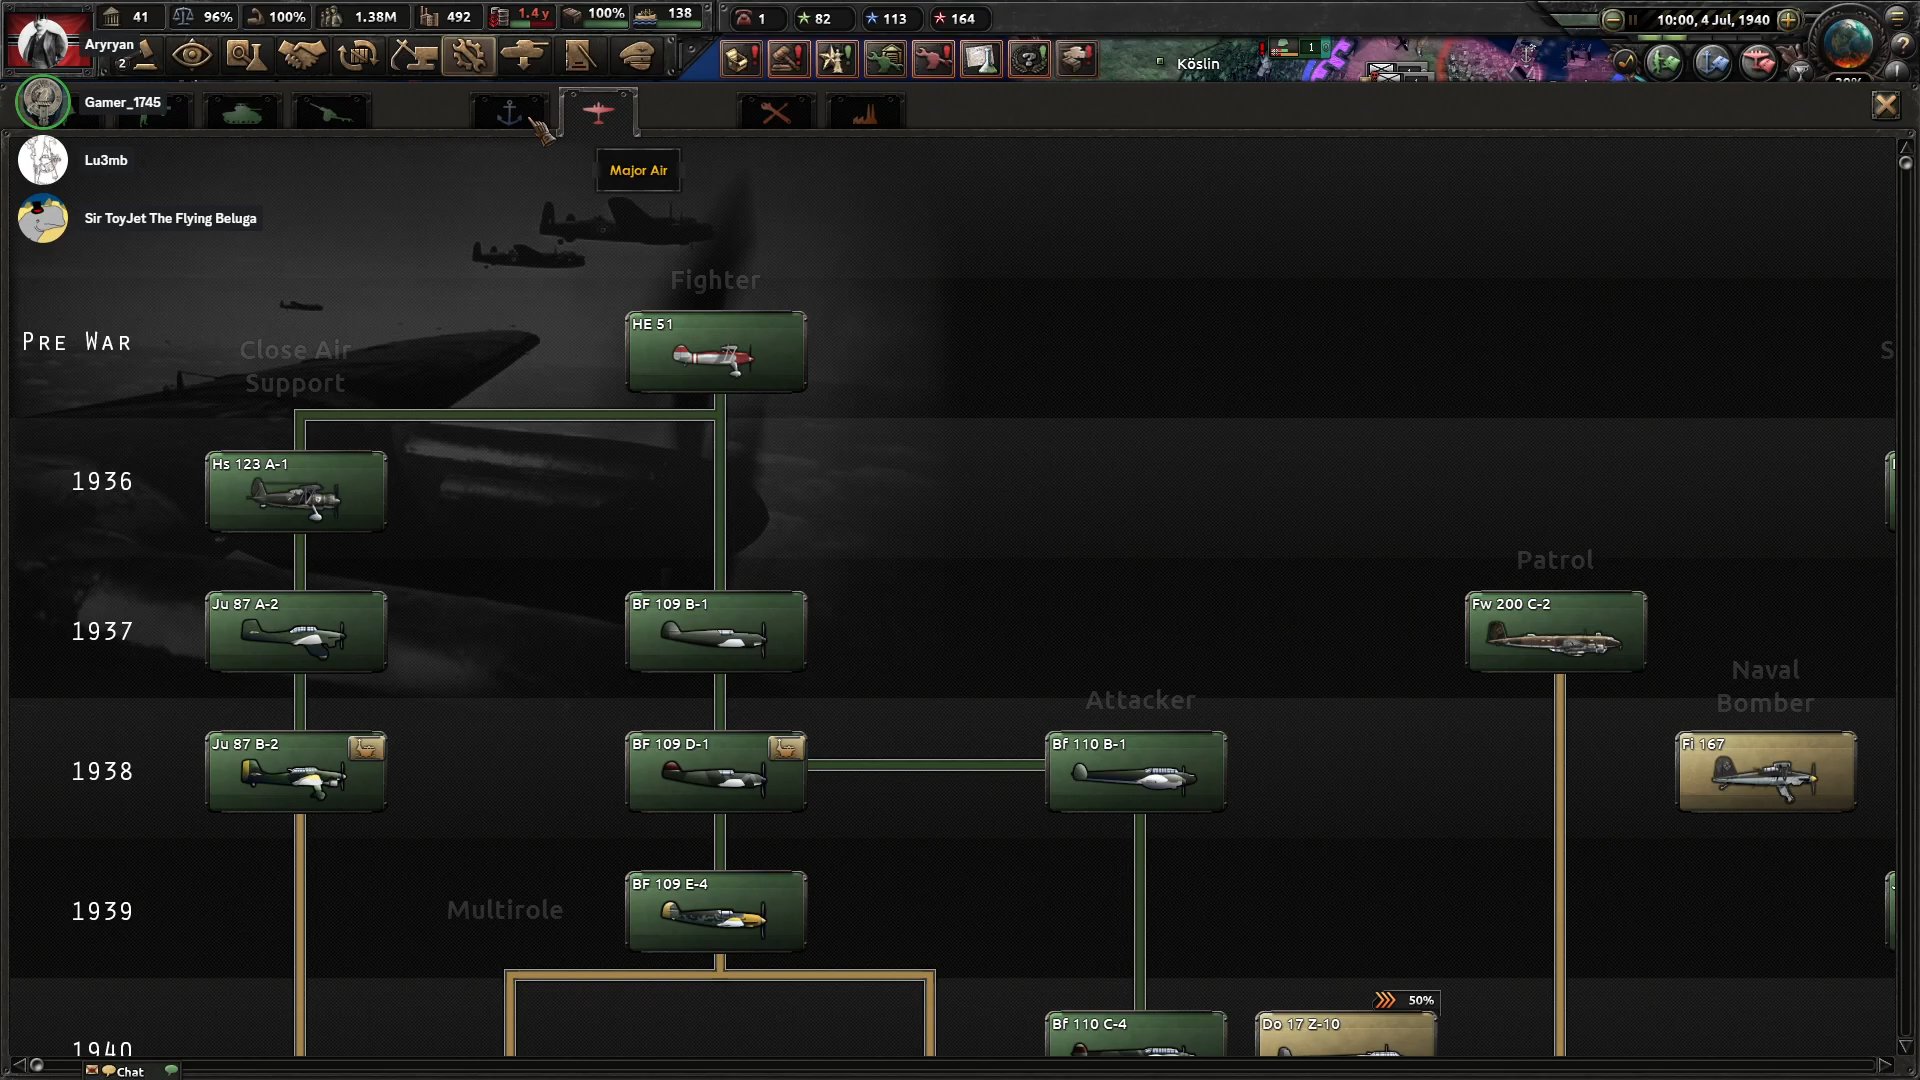 41
96%
100%
1.38M
492
1.4 y
100%
138
1
82
113
164
10:00, 4 Jul, 1940
Aryryan
2
Köslin
1
Gamer_1745
Lu3mb
Sir ToyJet The Flying Beluga
Major Air
Fighter
Pre War
Close Air
Support
HE 51
1936
Hs 123 A-1
Patrol
1937
Ju 87 A-2
BF 109 B-1
Fw 200 C-2
Naval
Bomber
Attacker
1938
Ju 87 B-2
BF 109 D-1
Bf 110 B-1
Fi 167
1939
Multirole
BF 109 E-4
50%
1940
Bf 110 C-4
Do 17 Z-10
Chat